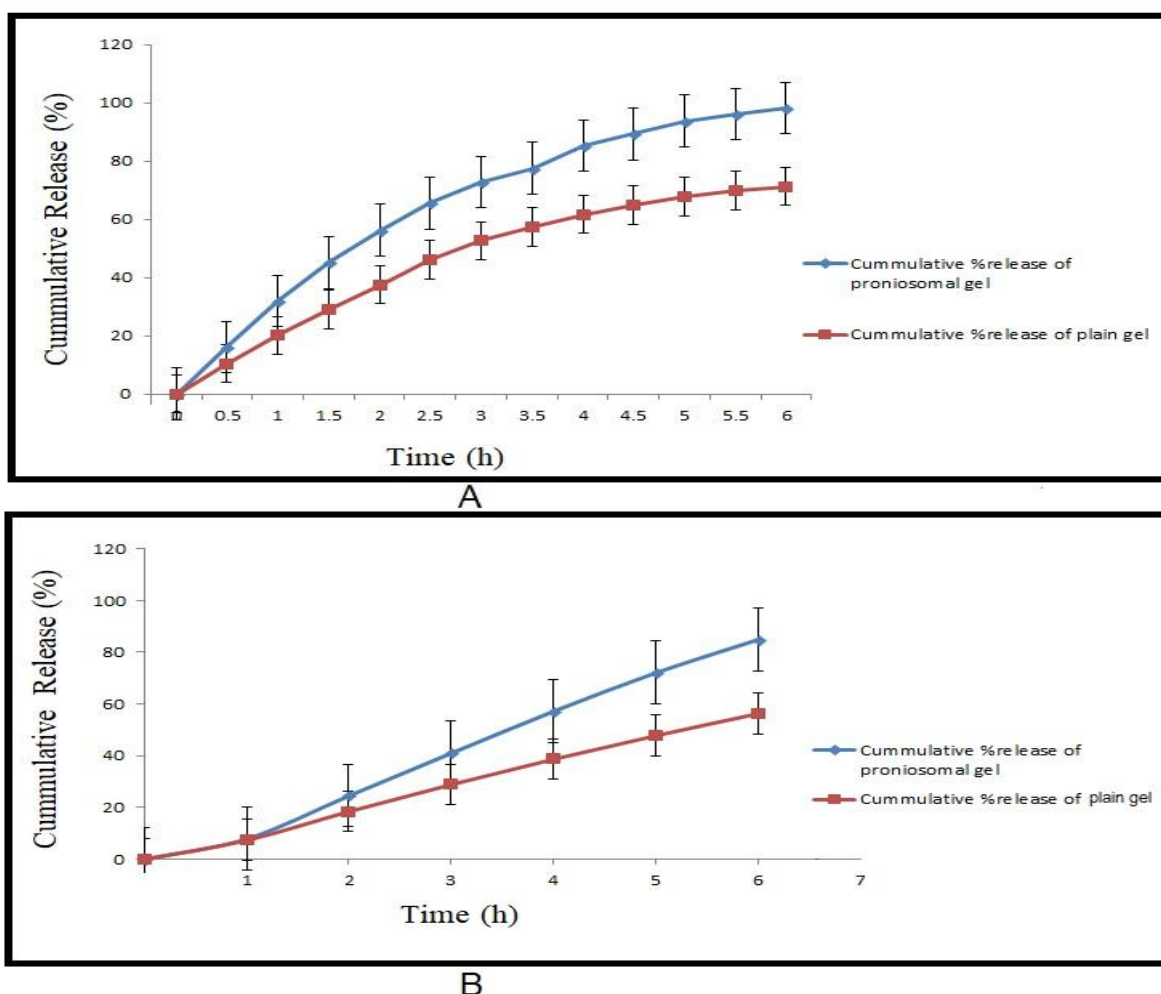 Cummulative Release (%)
120
100
80
60
40
20
0
0.5 1 1.5 2 2.5 3 3.5 4 4.5 5 5.5 6
Time (h)
Cummulative %release of
proniosomal gel
Cummulative %release of plain gel
A
Cummulative Release (%)
120
100
80
60
40
20
0
1 2 3 4 5 6 7
Time (h)
Cummulative %release of
proniosomal gel
Cummulative %release of plain gel
B